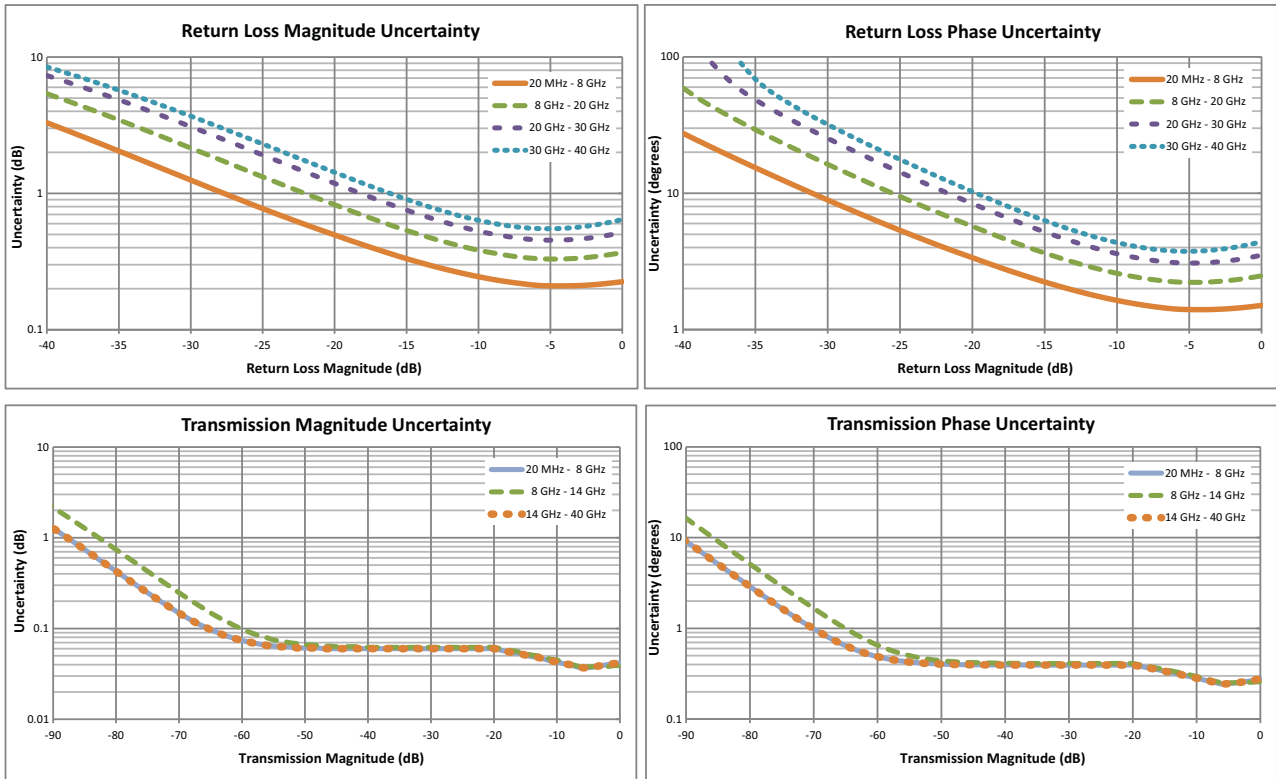 Return Loss Magnitude Uncertainty
10
1
0.1
Uncertainty (dB)
20 MHz - 8 GHz
8 GHz - 20 GHz
20 GHz - 30 GHz
30 GHz - 40 GHz
-40 -35 -30 -25 -20 -15 -10 -5 0
Return Loss Magnitude (dB)
Return Loss Phase Uncertainty
100
10
1
Uncertainty (degrees)
20 MHz - 8 GHz
8 GHz - 20 GHz
20 GHz - 30 GHz
30 GHz - 40 GHz
-40 -35 -30 -25 -20 -15 -10 -5 0
Return Loss Magnitude (dB)
Transmission Magnitude Uncertainty
10
1
0.1
0.01
Uncertainty (dB)
20 MHz - 8 GHz
8 GHz - 14 GHz
14 GHz - 40 GHz
-90 -80 -70 -60 -50 -40 -30 -20 -10 0
Transmission Magnitude (dB)
Transmission Phase Uncertainty
100
10
1
0.1
Uncertainty (degrees)
20 MHz - 8 GHz
8 GHz - 14 GHz
14 GHz - 40 GHz
-90 -80 -70 -60 -50 -40 -30 -20 -10 0
Transmission Magnitude (dB)